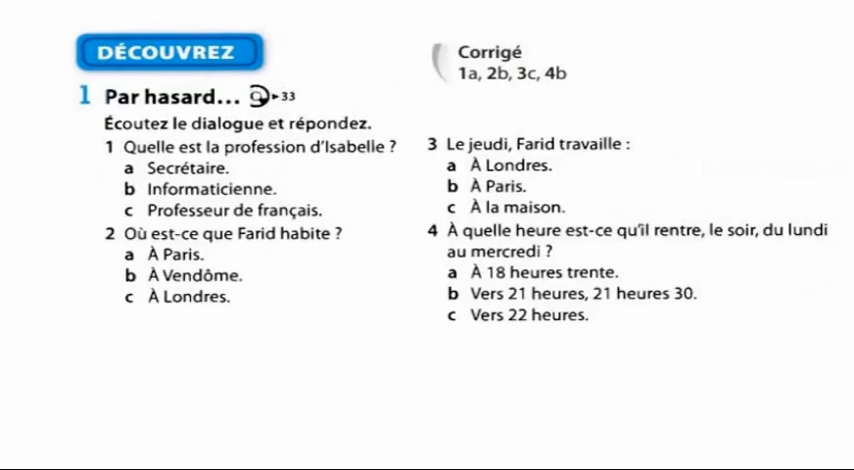 DÉCOUVREZ
Corrigé
1a, 2b, 3c, 4b
1 Par hasard... 33
Écoutez le dialogue et répondez.
1 Quelle est la profession d'Isabelle ?
a Secrétaire.
b Informaticienne.
c Professeur de français.
2 Où est-ce que Farid habite ?
a À Paris.
b À Vendôme.
c À Londres.
3 Le jeudi, Farid travaille :
a À Londres.
b À Paris.
c À la maison.
4 À quelle heure est-ce qu'il rentre, le soir, du lundi
au mercredi ?
a À 18 heures trente.
b Vers 21 heures, 21 heures 30.
c Vers 22 heures.